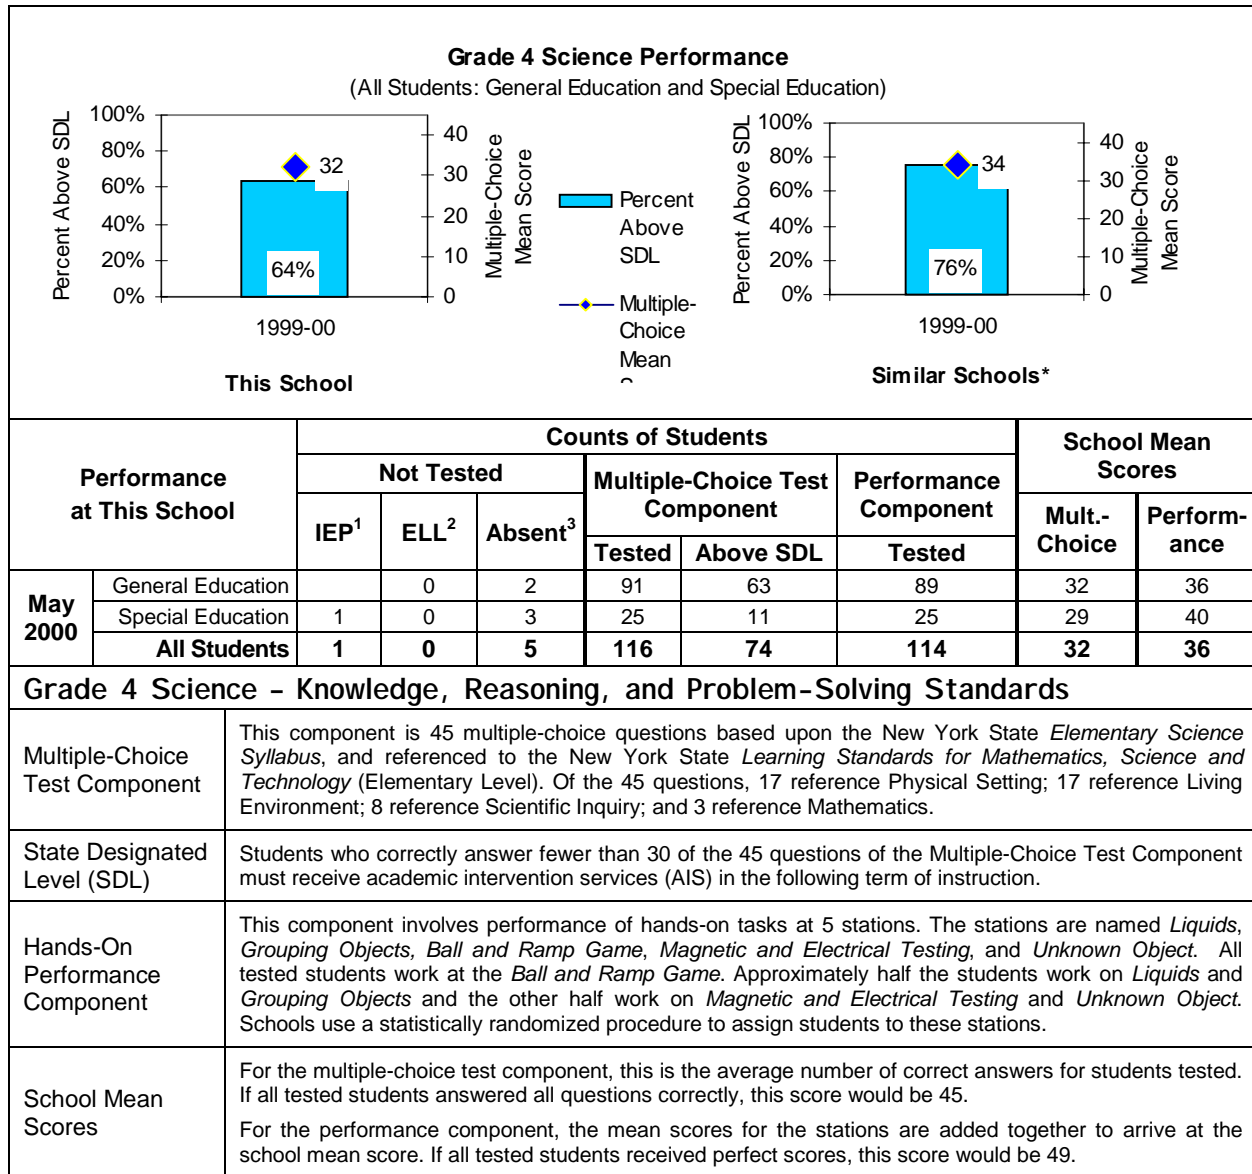 Grade 4 Science Performance
(All Students: General Education and Special Education)
Percent Above SDL
100%
80%
60%
40%
20%
0%
32
64%
40
30
20
10
0
Multiple-Choice
Mean Score
1999-00
This School
Percent
Above
SDL
Multiple-
Choice
Mean
Percent Above SDL
100%
80%
60%
40%
20%
0%
34
76%
40
30
20
10
0
Multiple-Choice
Mean Score
1999-00
Similar Schools*
Performance
at This School
Counts of Students
School Mean
Scores
Not Tested
Multiple-Choice Test
Component
Performance
Component
IEP1
ELL2
Absent3
Tested
Above SDL
Tested
Mult.-
Choice
Perform-
ance
May
2000
General Education 0 2 91 63 89 32 36
Special Education 1 0 3 25 11 25 29 40
All Students 1 0 5 116 74 114 32 36
Grade 4 Science – Knowledge, Reasoning, and Problem-Solving Standards
Multiple-Choice
Test Component
This component is 45 multiple-choice questions based upon the New York State Elementary Science
Syllabus, and referenced to the New York State Learning Standards for Mathematics, Science and
Technology (Elementary Level). Of the 45 questions, 17 reference Physical Setting; 17 reference Living
Environment; 8 reference Scientific Inquiry; and 3 reference Mathematics.
State Designated
Level (SDL)
Students who correctly answer fewer than 30 of the 45 questions of the Multiple-Choice Test Component
must receive academic intervention services (AIS) in the following term of instruction.
Hands-On
Performance
Component
This component involves performance of hands-on tasks at 5 stations. The stations are named Liquids,
Grouping Objects, Ball and Ramp Game, Magnetic and Electrical Testing, and Unknown Object. All
tested students work at the Ball and Ramp Game. Approximately half the students work on Liquids and
Grouping Objects and the other half work on Magnetic and Electrical Testing and Unknown Object.
Schools use a statistically randomized procedure to assign students to these stations.
School Mean
Scores
For the multiple-choice test component, this is the average number of correct answers for students tested.
If all tested students answered all questions correctly, this score would be 45.
For the performance component, the mean scores for the stations are added together to arrive at the
school mean score. If all tested students received perfect scores, this score would be 49.